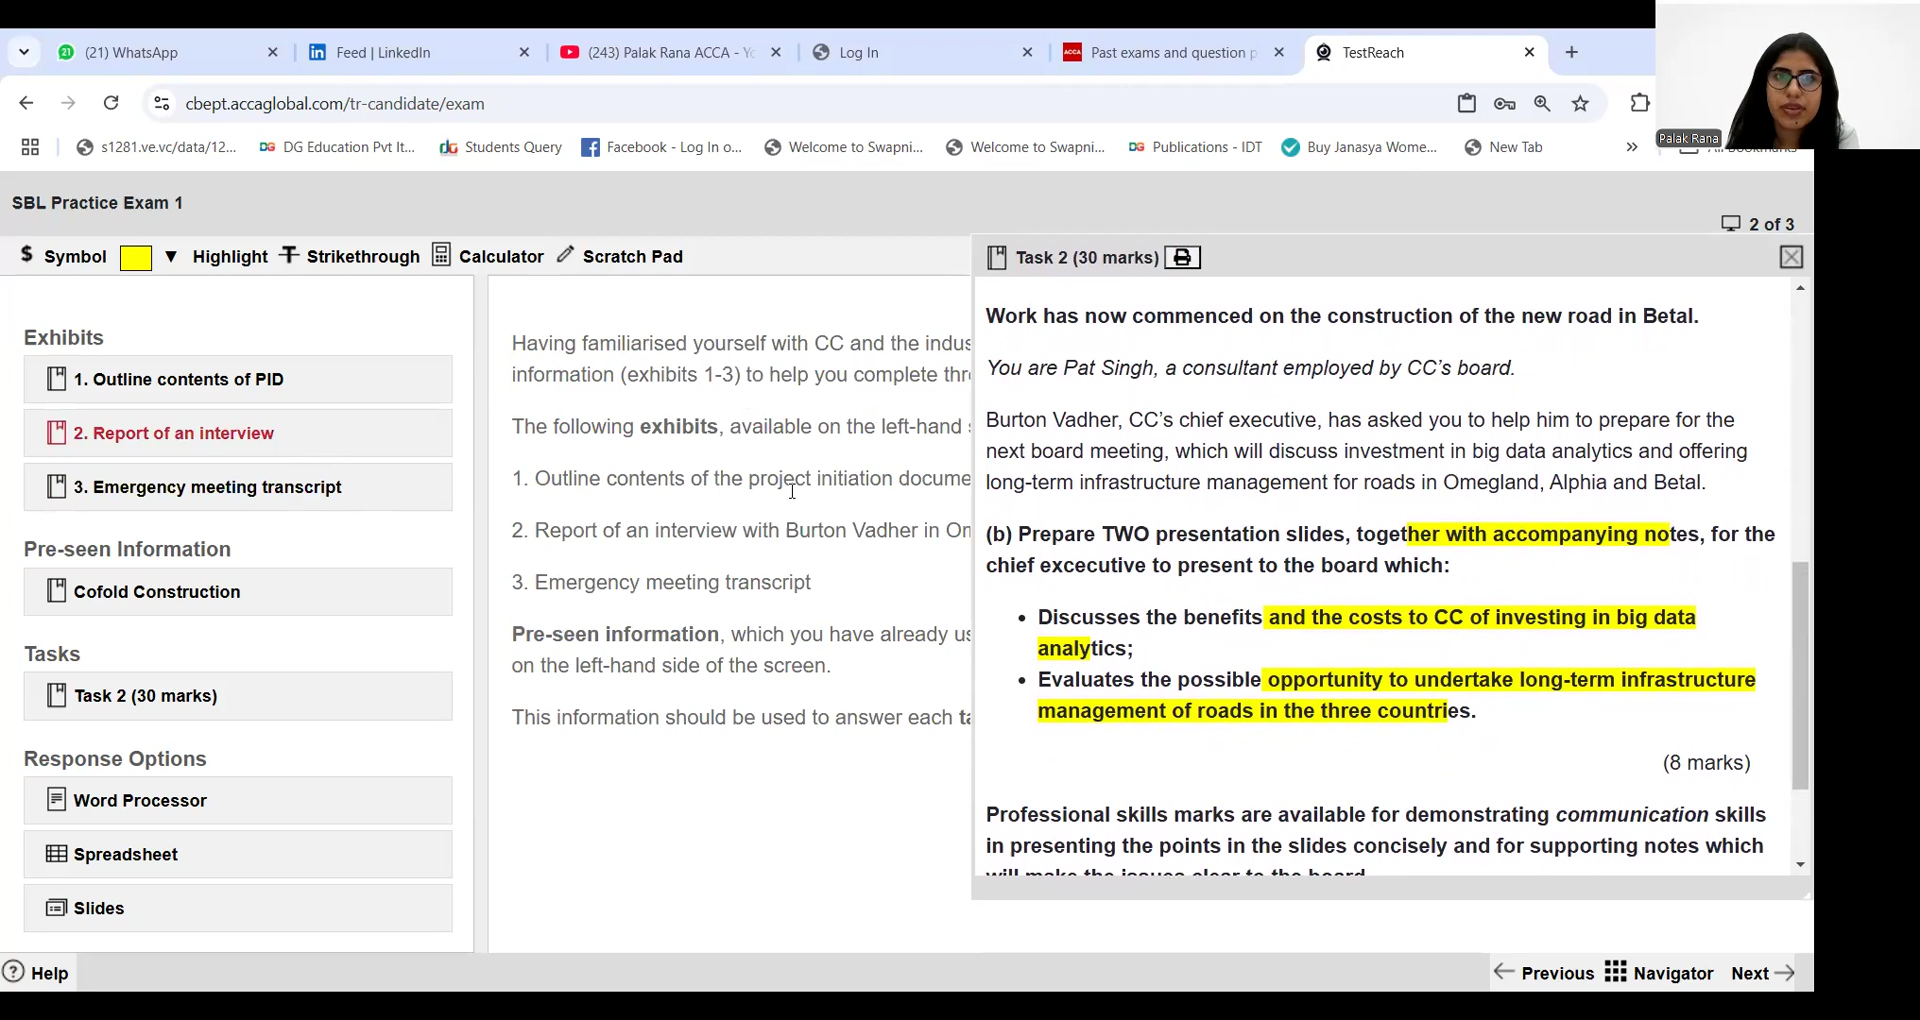 (21) WhatsApp
Feed | LinkedIn
(243) Palak Rana ACCA - Yo
Log In
Past exams and question p
TestReach
cbept.accaglobal.com/tr-candidate/exam
s1281.ve.vc/data/12...
DG Education Pvt lt...
Students Query
Facebook - Log In o...
Welcome to Swapni...
Welcome to Swapni...
Publications - IDT
Buy Janasya Wome...
New Tab
All Bookmarks
Palak Rana
SBL Practice Exam 1
2 of 3
Symbol
Highlight
Strikethrough
Calculator
Scratch Pad
Exhibits
1. Outline contents of PID
2. Report of an interview
3. Emergency meeting transcript
Pre-seen Information
Cofold Construction
Tasks
Task 2 (30 marks)
Response Options
Word Processor
Spreadsheet
Slides
Having familiarised yourself with CC and the indus
information (exhibits 1-3) to help you complete thr
The following exhibits, available on the left-hand s
1. Outline contents of the project initiation docume
2. Report of an interview with Burton Vadher in On
3. Emergency meeting transcript
Pre-seen information, which you have already us
on the left-hand side of the screen.
This information should be used to answer each ta
Task 2 (30 marks)
Work has now commenced on the construction of the new road in Betal.
You are Pat Singh, a consultant employed by CC's board.
Burton Vadher, CC's chief executive, has asked you to help him to prepare for the
next board meeting, which will discuss investment in big data analytics and offering
long-term infrastructure management for roads in Omegland, Alphia and Betal.
(b) Prepare TWO presentation slides, together with accompanying notes, for the
chief excecutive to present to the board which:
• Discusses the benefits and the costs to CC of investing in big data
analytics;
• Evaluates the possible opportunity to undertake long-term infrastructure
management of roads in the three countries.
(8 marks)
Professional skills marks are available for demonstrating communication skills
in presenting the points in the slides concisely and for supporting notes which
will make the issues clear to the board.
Help
Previous
Navigator
Next